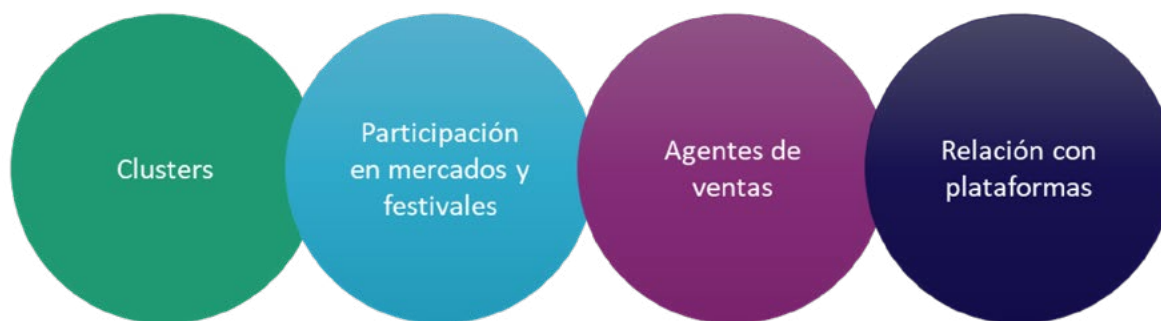 Clusters
Participación
en mercados y
festivales
Agentes de
ventas
Relación con
plataformas